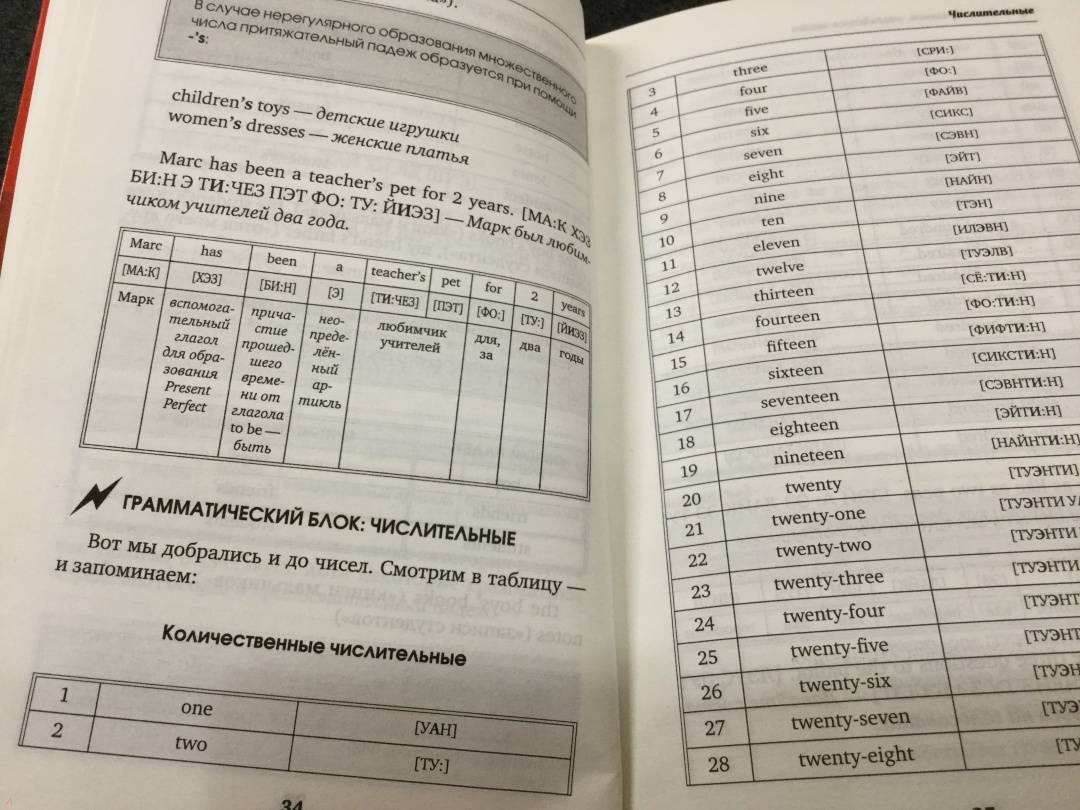 »).
В случае нерегулярного образования множественного
числа притяжательный падеж образуется при помощи
-'s:
children's toys — детские игрушки
women's dresses — женские платья
Marc has been a teacher's pet for 2 years. [МА:К ХЭЗ
БИ:Н Э ТИ:ЧЕЗ ПЭТ ФО: ТУ: ЙИЭЗ] — Марк был любим-
чиком учителей два года.
Marc has been a teacher's pet for 2 years
[МА:К] [ХЭЗ] [БИ:Н] [Э] [ТИ:ЧЕЗ] [ПЭТ] [ФО:] [ТУ:] [ЙИЭЗ]
Марк
вспомога-
тельный
глагол
для обра-
зования
Present
Perfect
прича-
стие
прошед-
шего
време-
ни от
глагола
to be —
быть
нео-
преде-
лён-
ный
ар-
тикль
любимчик
учителей
для,
за
два
годы
ГРАММАТИЧЕСКИЙ БЛОК: ЧИСЛИТЕЛЬНЫЕ
Вот мы добрались и до чисел. Смотрим в таблицу —
и запоминаем:
Количественные числительные
1 one [УАН]
2 two [ТУ:]
34
Числительные
3 three [СРИ:]
4 four [ФО:]
5 five [ФАЙВ]
6 six [СИКС]
7 seven [СЭВН]
8 eight [ЭЙТ]
9 nine [НАЙН]
10 ten [ТЭН]
11 eleven [ИЛЭВН]
12 twelve [ТУЭЛВ]
13 thirteen [СЁ:ТИ:Н]
14 fourteen [ФО:ТИ:Н]
15 fifteen [ФИФТИ:Н]
16 sixteen [СИКСТИ:Н]
17 seventeen [СЭВНТИ:Н]
18 eighteen [ЭЙТИ:Н]
19 nineteen [НАЙНТИ:Н]
20 twenty [ТУЭНТИ]
21 twenty-one [ТУЭНТИ УА
22 twenty-two [ТУЭНТИ
23 twenty-three [ТУЭНТИ
24 twenty-four [ТУЭНТ
25 twenty-five [ТУЭНТ
26 twenty-six [ТУЭН
27 twenty-seven [ТУЭ
28 twenty-eight [ТУ